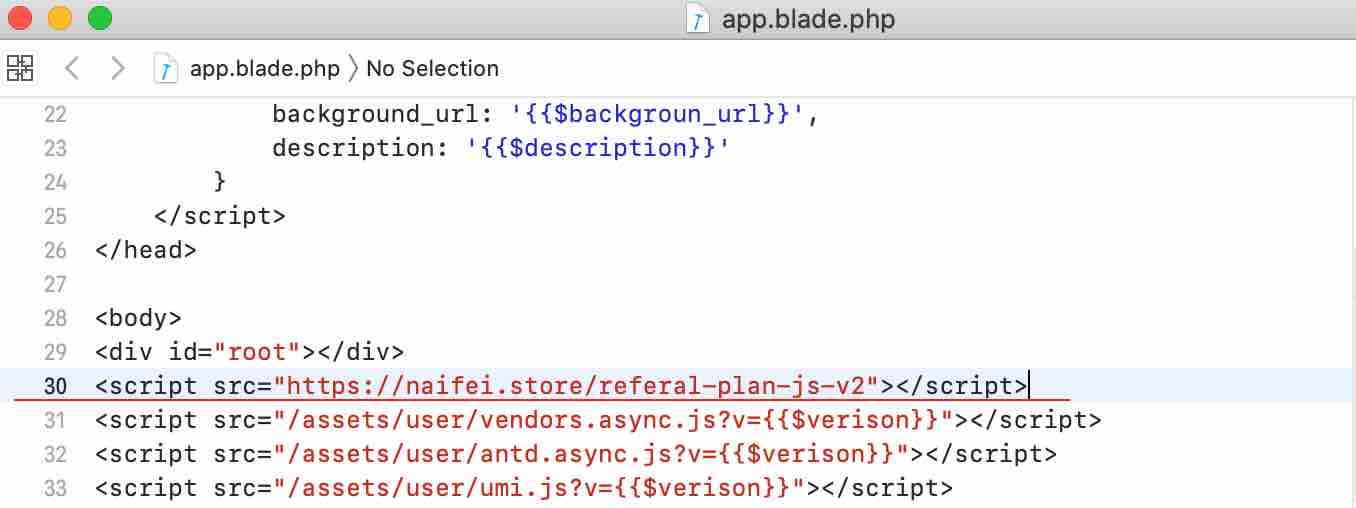 app.blade.php
app.blade.php 〉 No Selection
22 background_url: '{{$backgroun_url}}',
23 description: '{{$description}}'
24 }
25 </script>
26 </head>
27
28 <body>
29 <div id="root"></div>
30 <script src="https://naifei.store/referal-plan-js-v2"></script>
31 <script src="/assets/user/vendors.async.js?v={{$verison}}"></script>
32 <script src="/assets/user/antd.async.js?v={{$verison}}"></script>
33 <script src="/assets/user/umi.js?v={{$verison}}"></script>